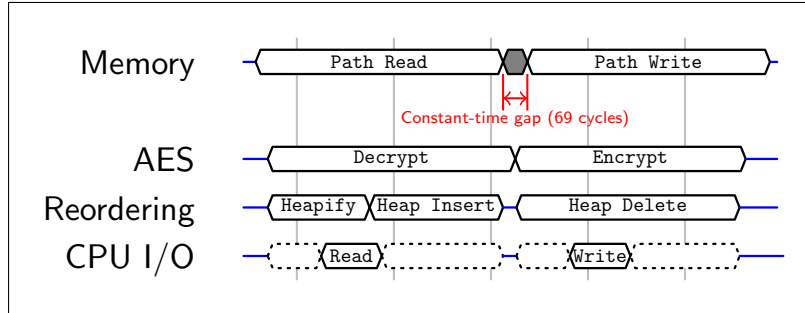 Memory Path Read Path Write
Constant-time gap (69 cycles)
AES Decrypt Encrypt
Reordering Heapify Heap Insert Heap Delete
CPU I/O Read Write